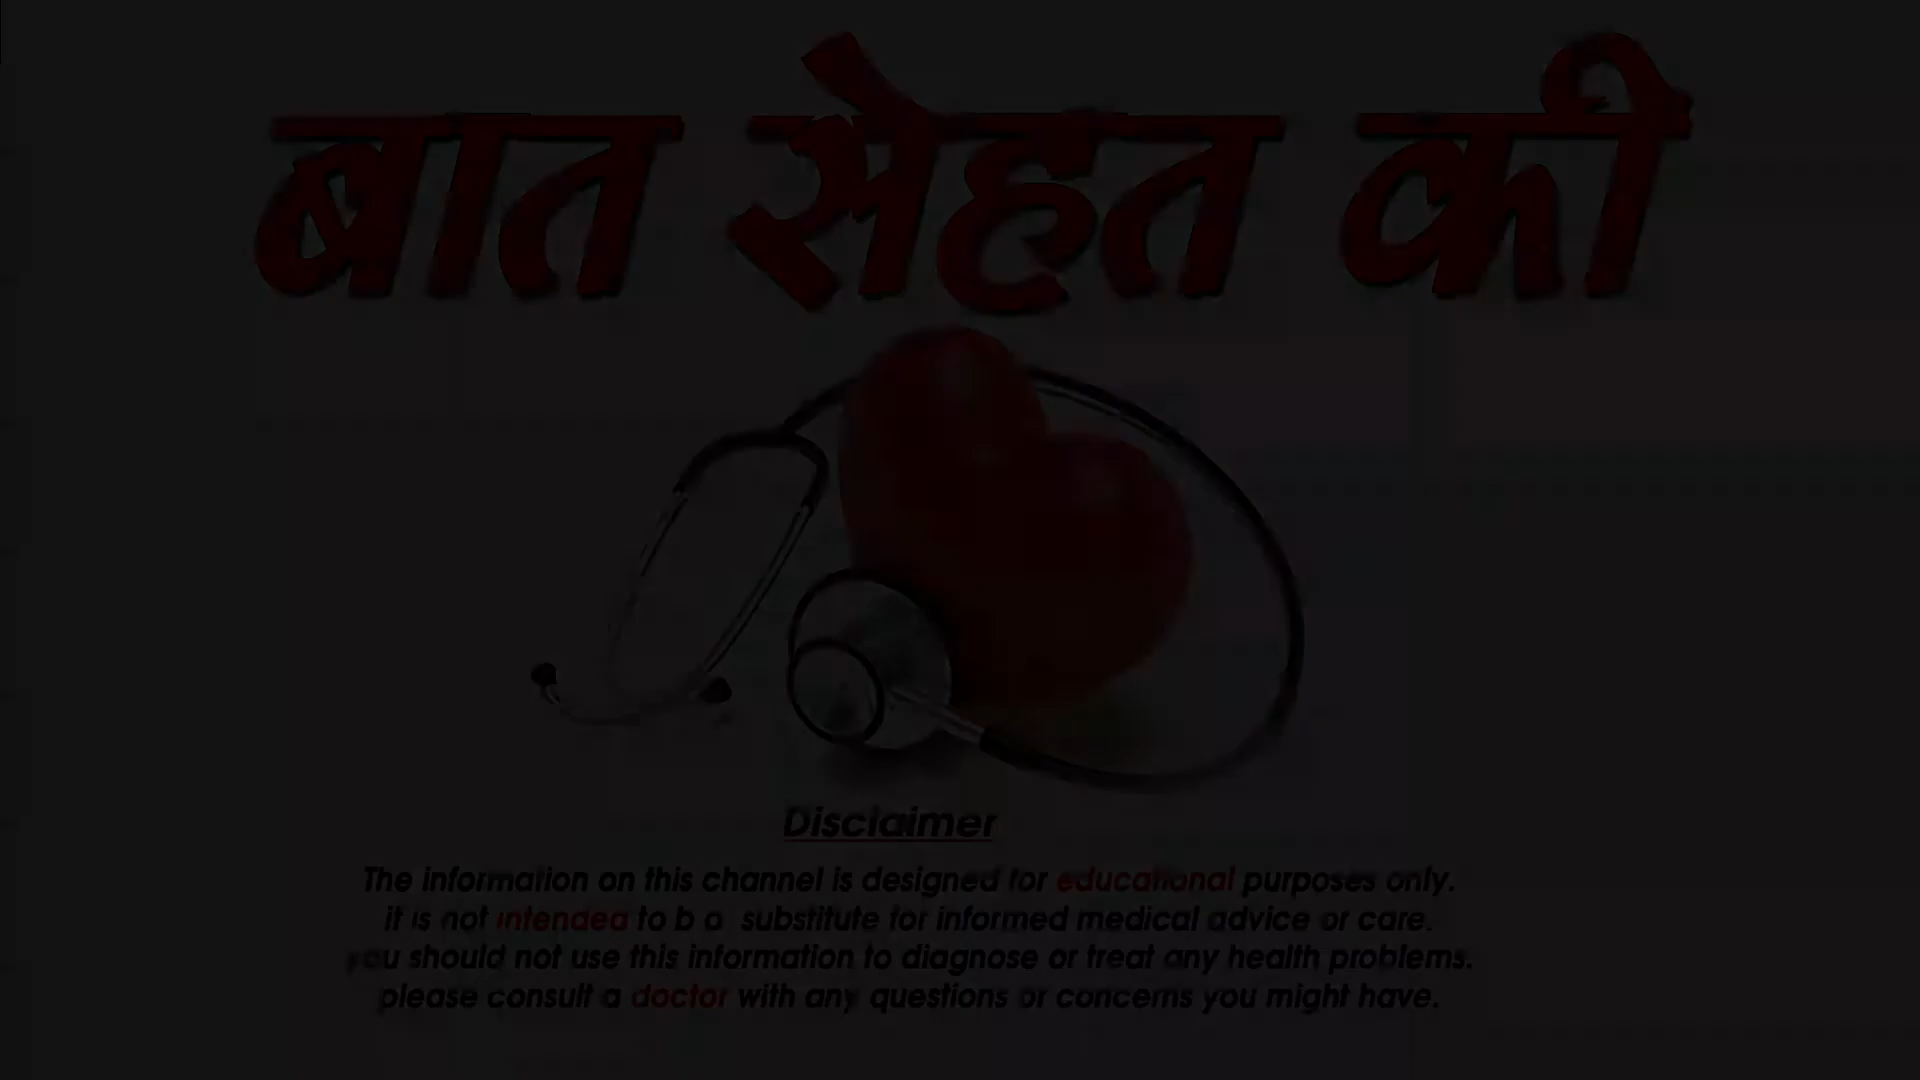 बात सेहत की
Disclaimer
The information on this channel is designed for educational purposes only.
it is not intended to b a substitute for informed medical advice or care.
you should not use this information to diagnose or treat any health problems.
please consult a doctor with any questions or concerns you might have.